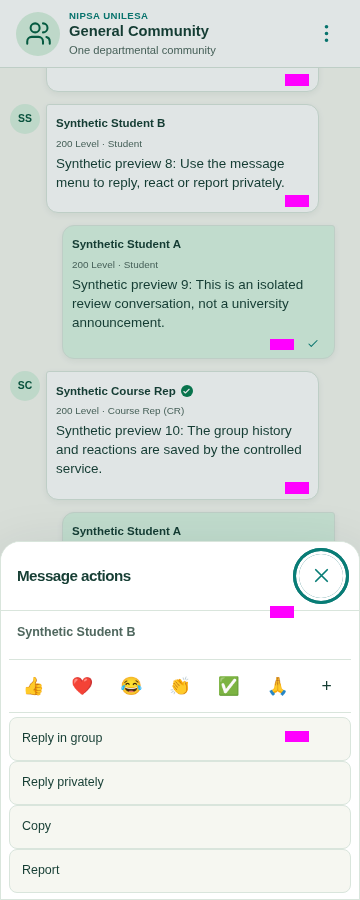 NIPSA UNILESA
General Community
One departmental community
SS
Synthetic Student B
200 Level · Student
Synthetic preview 8: Use the message
menu to reply, react or report privately.
Synthetic Student A
200 Level · Student
Synthetic preview 9: This is an isolated
review conversation, not a university
announcement.
SC
Synthetic Course Rep
200 Level · Course Rep (CR)
Synthetic preview 10: The group history
and reactions are saved by the controlled
service.
Synthetic Student A
Message actions
Synthetic Student B
+
Reply in group
Reply privately
Copy
Report